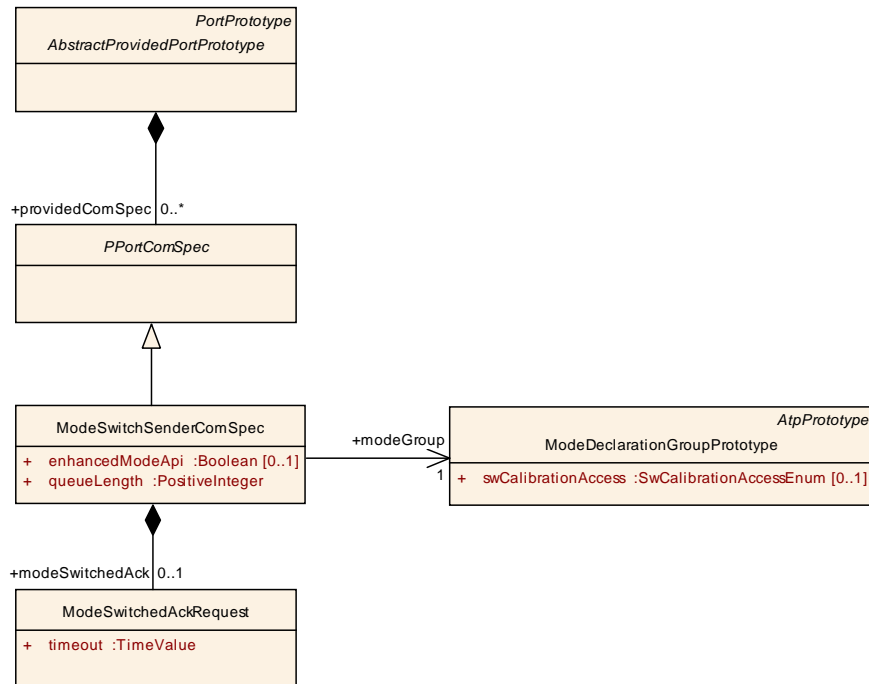 PortPrototype
AbstractProvidedPortPrototype
+providedComSpec 0..*
PPortComSpec
ModeSwitchSenderComSpec
+ enhancedModeApi :Boolean [0..1]
+ queueLength :PositiveInteger
+modeGroup
1
AtpPrototype
ModeDeclarationGroupPrototype
+ swCalibrationAccess :SwCalibrationAccessEnum [0..1]
+modeSwitchedAck 0..1
ModeSwitchedAckRequest
+ timeout :TimeValue